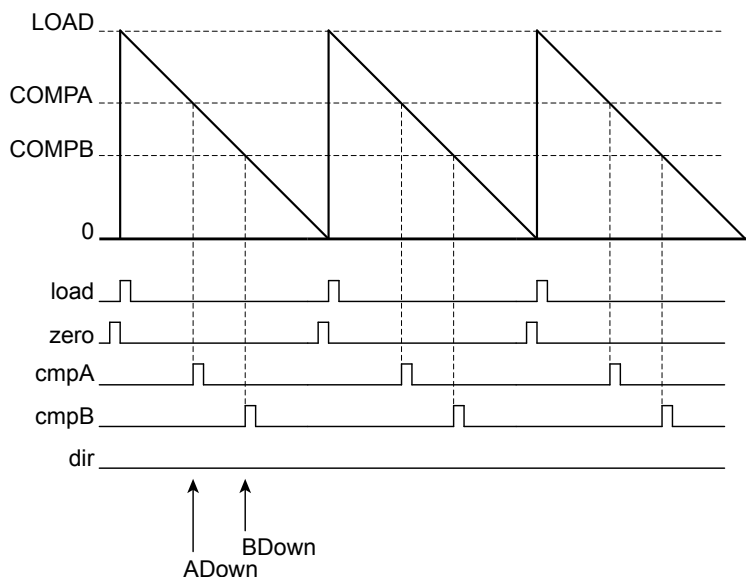 LOAD
COMPA
COMPB
0
load
zero
cmpA
cmpB
dir
BDown
ADown